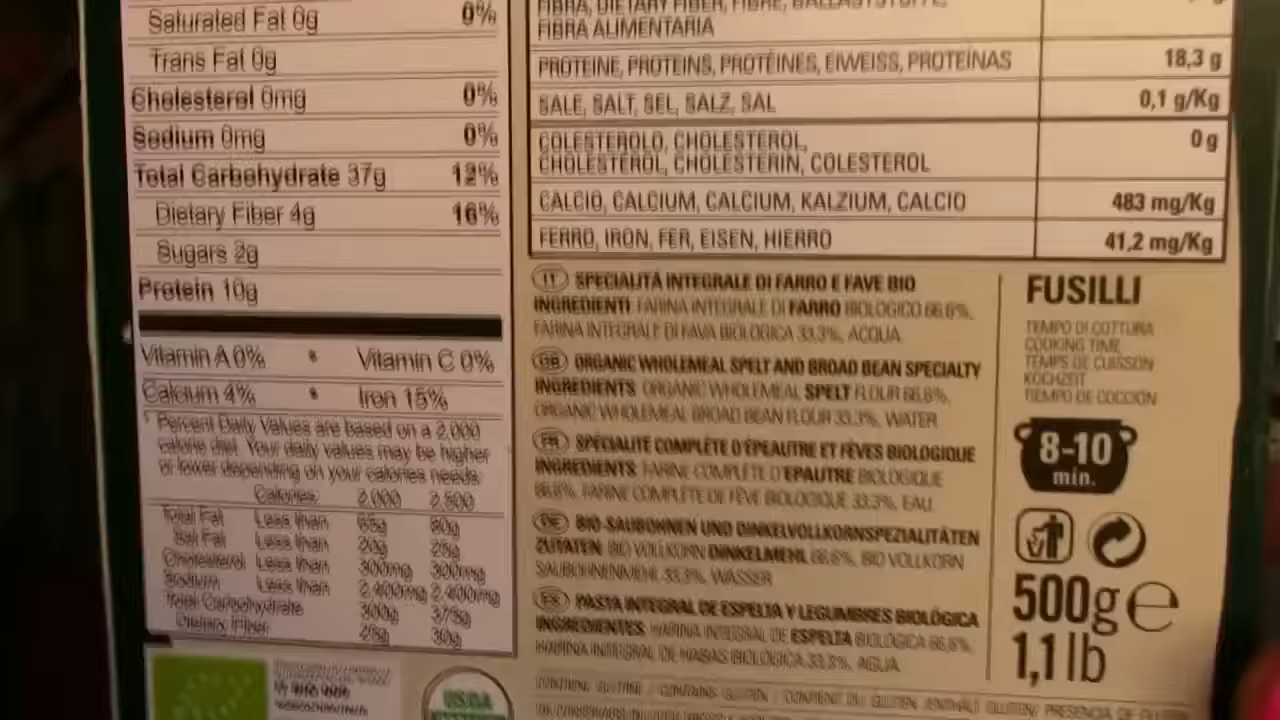 Saturated Fat 0g 0%
Trans Fat 0g
Cholesterol 0mg 0%
Sodium 0mg 0%
Total Carbohydrate 37g 12%
Dietary Fiber 4g 16%
Sugars 2g
Protein 10g
Vitamin A 0% • Vitamin C 0%
Calcium 4% • Iron 15%
* Percent Daily Values are based on a 2,000
calorie diet. Your daily values may be higher
or lower depending on your calories needs:
Calories: 2,000 2,500
Total Fat Less than 65g 80g
Sat Fat Less than 20g 25g
Cholesterol Less than 300mg 300mg
Sodium Less than 2,400mg 2,400mg
Total Carbohydrate 300g 375g
Dietary Fiber 25g 30g
USDA
FIBRA, DIETARY FIBER, FIBRE, BALLASTSTOFFE,
FIBRA ALIMENTARIA
PROTEINE, PROTEINS, PROTÉINES, EIWEISS, PROTEÍNAS 18,3 g
SALE, SALT, SEL, SALZ, SAL 0,1 g/Kg
COLESTEROLO, CHOLESTEROL, 0 g
CHOLESTÉROL, CHOLESTERIN, COLESTEROL
CALCIO, CALCIUM, CALCIUM, KALZIUM, CALCIO 483 mg/Kg
FERRO, IRON, FER, EISEN, HIERRO 41,2 mg/Kg
IT SPECIALITÀ INTEGRALE DI FARRO E FAVE BIO
INGREDIENTI: FARINA INTEGRALE DI FARRO BIOLOGICO 66,6%,
FARINA INTEGRALE DI FAVA BIOLOGICA 33,3%, ACQUA
GB ORGANIC WHOLEMEAL SPELT AND BROAD BEAN SPECIALTY
INGREDIENTS: ORGANIC WHOLEMEAL SPELT FLOUR 66,6%,
ORGANIC WHOLEMEAL BROAD BEAN FLOUR 33,3%, WATER
FR SPÉCIALITÉ COMPLÈTE D'ÉPEAUTRE ET FÈVES BIOLOGIQUE
INGREDIENTS: FARINE COMPLÈTE D'EPAUTRE BIOLOGIQUE
66,6%, FARINE COMPLÈTE DE FÈVE BIOLOGIQUE 33,3%, EAU
DE BIO-SAUBOHNEN UND DINKELVOLLKORNSPEZIALITÄTEN
ZUTATEN: BIO VOLLKORN DINKELMEHL 66,6%, BIO VOLLKORN
SAUBOHNENMEHL 33,3%, WASSER
ES PASTA INTEGRAL DE ESPELTA Y LEGUMBRES BIOLÓGICA
INGREDIENTES: HARINA INTEGRAL DE ESPELTA BIOLÓGICA 66,6%,
HARINA INTEGRAL DE HABAS BIOLÓGICA 33,3%, AGUA
FUSILLI
TEMPO DI COTTURA
COOKING TIME
TEMPS DE CUISSON
KOCHZEIT
TIEMPO DE COCCIÓN
8-10
min.
500g e
1,1 lb
CONTIENE GLUTINE / CONTAINS GLUTEN / CONTIENT DU GLUTEN